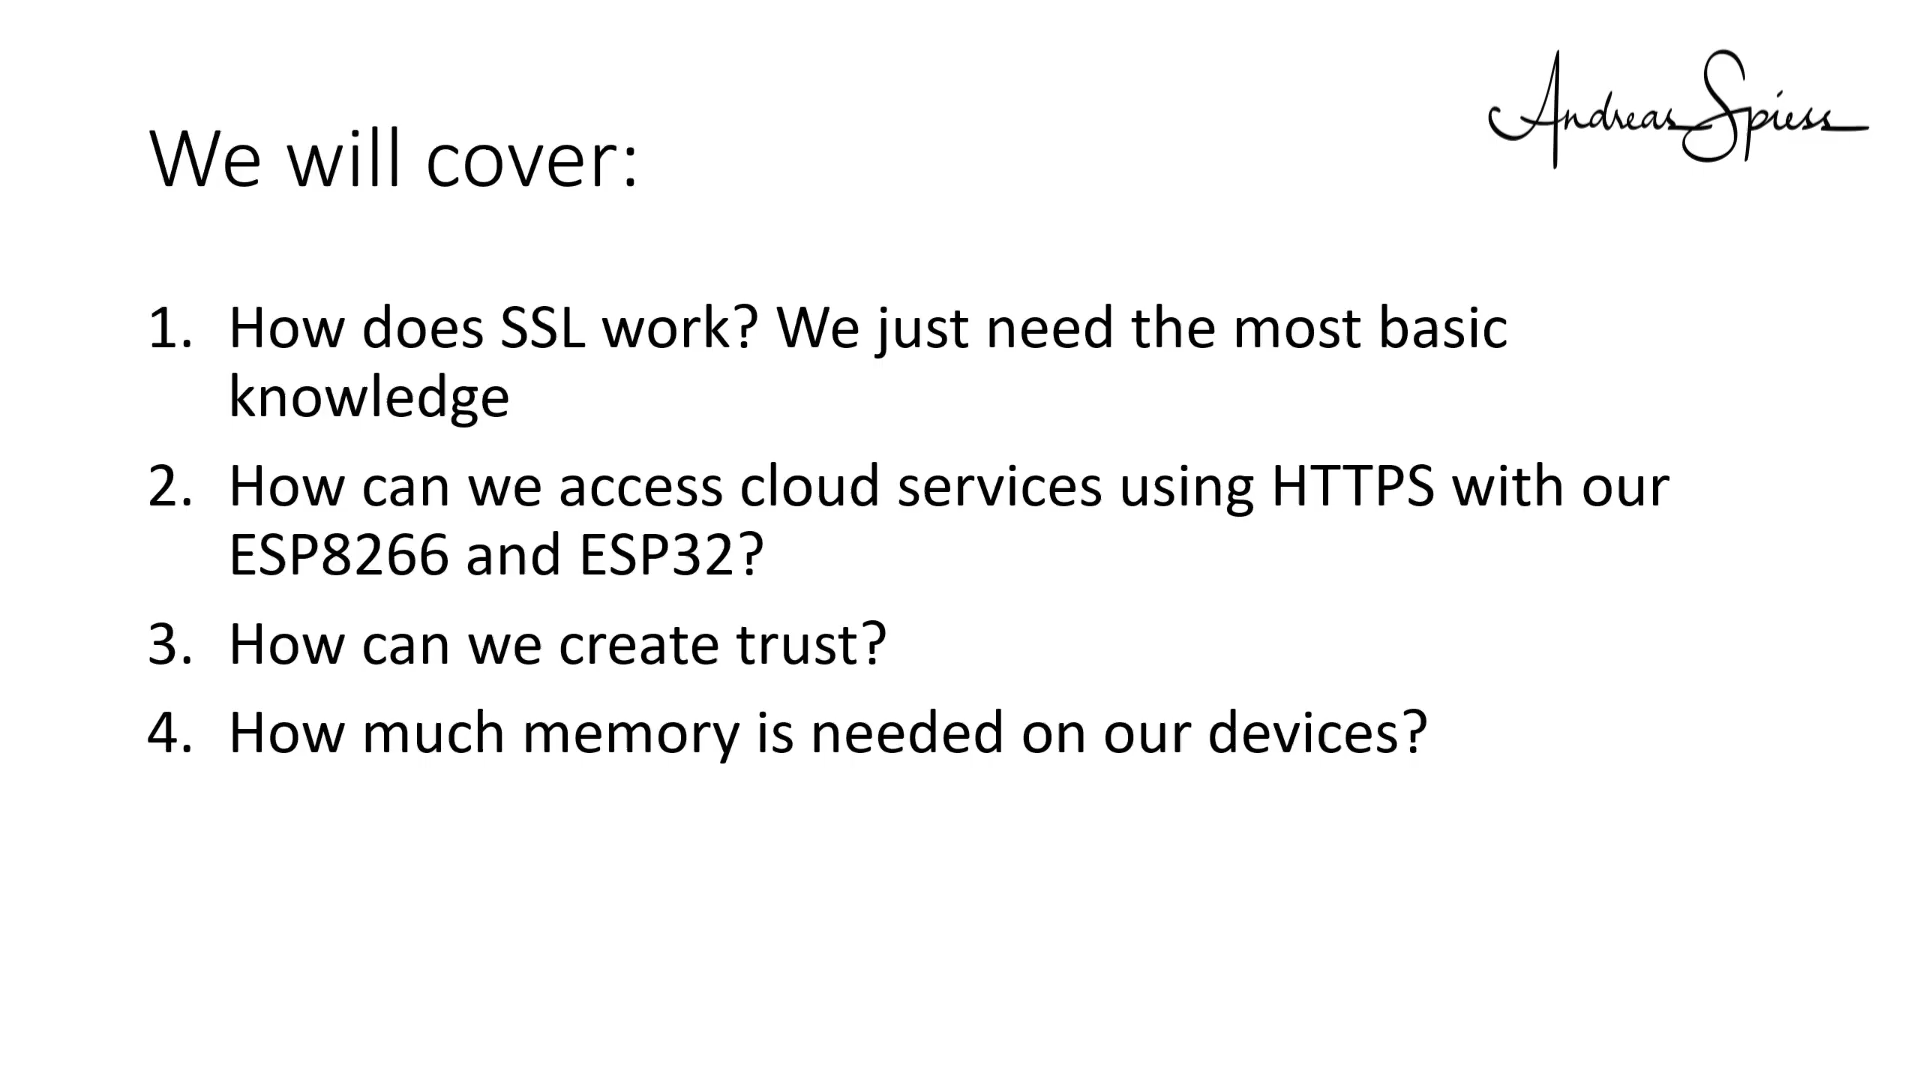 Andreas Spiess
We will cover:
1. How does SSL work? We just need the most basic
knowledge
2. How can we access cloud services using HTTPS with our
ESP8266 and ESP32?
3. How can we create trust?
4. How much memory is needed on our devices?